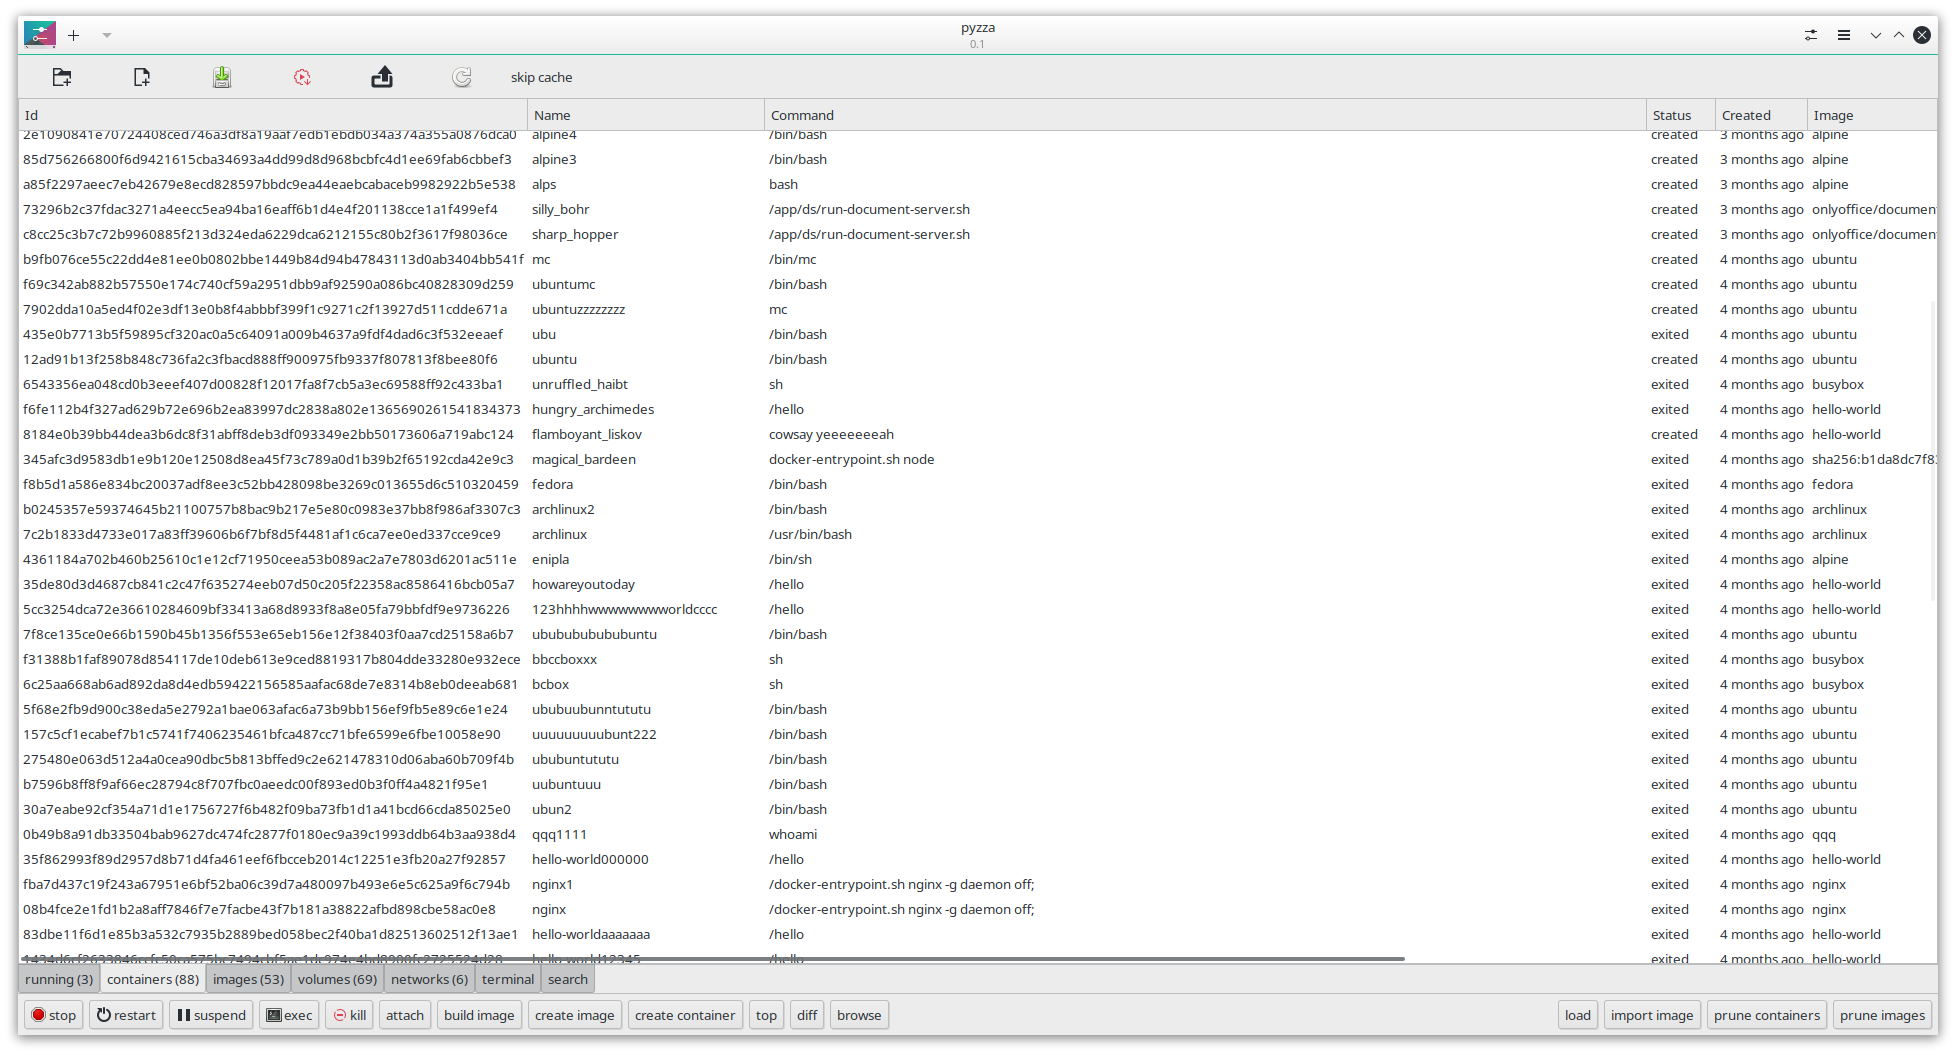 pyzza
0.1
skip cache
Id Name Command Status Created Image
2e1090841e70724408ced746a3df8a19aaf7edb1ebdb034a374a355a0876dca0 alpine4 /bin/bash created 3 months ago alpine
85d756266800f6d9421615cba34693a4dd99d8d968bcbfc4d1ee69fab6cbbef3 alpine3 /bin/bash created 3 months ago alpine
a85f2297aeec7eb42679e8ecd828597bbdc9ea44eaebcabaceb9982922b5e538 alps bash created 3 months ago alpine
73296b2c37fdac3271a4eecc5ea94ba16eaff6b1d4e4f201138cce1a1f499ef4 silly_bohr /app/ds/run-document-server.sh created 3 months ago onlyoffice/documen
c8cc25c3b7c72b9960885f213d324eda6229dca6212155c80b2f3617f98036ce sharp_hopper /app/ds/run-document-server.sh created 3 months ago onlyoffice/documen
b9fb076ce55c22dd4e81ee0b0802bbe1449b84d94b47843113d0ab3404bb541f mc /bin/mc created 4 months ago ubuntu
f69c342ab882b57550e174c740cf59a2951dbb9af92590a086bc40828309d259 ubuntumc /bin/bash created 4 months ago ubuntu
7902dda10a5ed4f02e3df13e0b8f4abbbf399f1c9271c2f13927d511cdde671a ubuntuzzzzzzzz mc created 4 months ago ubuntu
435e0b7713b5f59895cf320ac0a5c64091a009b4637a9fdf4dad6c3f532eeaef ubu /bin/bash exited 4 months ago ubuntu
12ad91b13f258b848c736fa2c3fbacd888ff900975fb9337f807813f8bee80f6 ubuntu /bin/bash created 4 months ago ubuntu
6543356ea048cd0b3eeef407d00828f12017fa8f7cb5a3ec69588ff92c433ba1 unruffled_haibt sh exited 4 months ago busybox
f6fe112b4f327ad629b72e696b2ea83997dc2838a802e1365690261541834373 hungry_archimedes /hello exited 4 months ago hello-world
8184e0b39bb44dea3b6dc8f31abff8deb3df093349e2bb50173606a719abc124 flamboyant_liskov cowsay yeeeeeeeah created 4 months ago hello-world
345afc3d9583db1e9b120e12508d8ea45f73c789a0d1b39b2f65192cda42e9c3 magical_bardeen docker-entrypoint.sh node exited 4 months ago sha256:b1da8dc7f8
f8b5d1a586e834bc20037adf8ee3c52bb428098be3269c013655d6c510320459 fedora /bin/bash exited 4 months ago fedora
b0245357e59374645b21100757b8bac9b217e5e80c0983e37bb8f986af3307c3 archlinux2 /bin/bash exited 4 months ago archlinux
7c2b1833d4733e017a83ff39606b6f7bf8d5f4481af1c6ca7ee0ed337cce9ce9 archlinux /usr/bin/bash exited 4 months ago archlinux
4361184a702b460b25610c1e12cf71950ceea53b089ac2a7e7803d6201ac511e enipla /bin/sh exited 4 months ago alpine
35de80d3d4687cb841c2c47f635274eeb07d50c205f22358ac8586416bcb05a7 howareyoutoday /hello exited 4 months ago hello-world
5cc3254dca72e36610284609bf33413a68d8933f8a8e05fa79bbfdf9e9736226 123hhhhwwwwwwwworldcccc /hello exited 4 months ago hello-world
7f8ce135ce0e66b1590b45b1356f553e65eb156e12f38403f0aa7cd25158a6b7 ububububububuntu /bin/bash exited 4 months ago ubuntu
f31388b1faf89078d854117de10deb613e9ced8819317b804dde33280e932ece bbccboxxx sh exited 4 months ago busybox
6c25aa668ab6ad892da8d4edb59422156585aafac68de7e8314b8eb0deeab681 bcbox sh exited 4 months ago busybox
5f68e2fb9d900c38eda5e2792a1bae063afac6a73b9bb156ef9fb5e89c6e1e24 ububuubunntututu /bin/bash exited 4 months ago ubuntu
157c5cf1ecabef7b1c5741f7406235461bfca487cc71bfe6599e6fbe10058e90 uuuuuuuuubunt222 /bin/bash exited 4 months ago ubuntu
275480e063d512a4a0cea90dbc5b813bffed9c2e621478310d06aba60b709f4b ububuntututu /bin/bash exited 4 months ago ubuntu
b7596b8ff8f9af66ec28794c8f707fbc0aeedc00f893ed0b3f0ff4a4821f95e1 uubuntuuu /bin/bash exited 4 months ago ubuntu
30a7eabe92cf354a71d1e1756727f6b482f09ba73fb1d1a41bcd66cda85025e0 ubun2 /bin/bash exited 4 months ago ubuntu
0b49b8a91db33504bab9627dc474fc2877f0180ec9a39c1993ddb64b3aa938d4 qqq1111 whoami exited 4 months ago qqq
35f862993f89d2957d8b71d4fa461eef6fbcceb2014c12251e3fb20a27f92857 hello-world000000 /hello exited 4 months ago hello-world
fba7d437c19f243a67951e6bf52ba06c39d7a480097b493e6e5c625a9f6c794b nginx1 /docker-entrypoint.sh nginx -g daemon off; exited 4 months ago nginx
08b4fce2e1fd1b2a8aff7846f7e7facbe43f7b181a38822afbd898cbe58ac0e8 nginx /docker-entrypoint.sh nginx -g daemon off; exited 4 months ago nginx
83dbe11f6d1e85b3a532c7935b2889bed058bec2f40ba1d82513602512f13ae1 hello-worldaaaaaaa /hello exited 4 months ago hello-world
hello-world12345 /hello exited 4 months ago hello-world
running (3) containers (88) images (53) volumes (69) networks (6) terminal search
stop restart suspend exec kill attach build image create image create container top diff browse load import image prune containers prune images